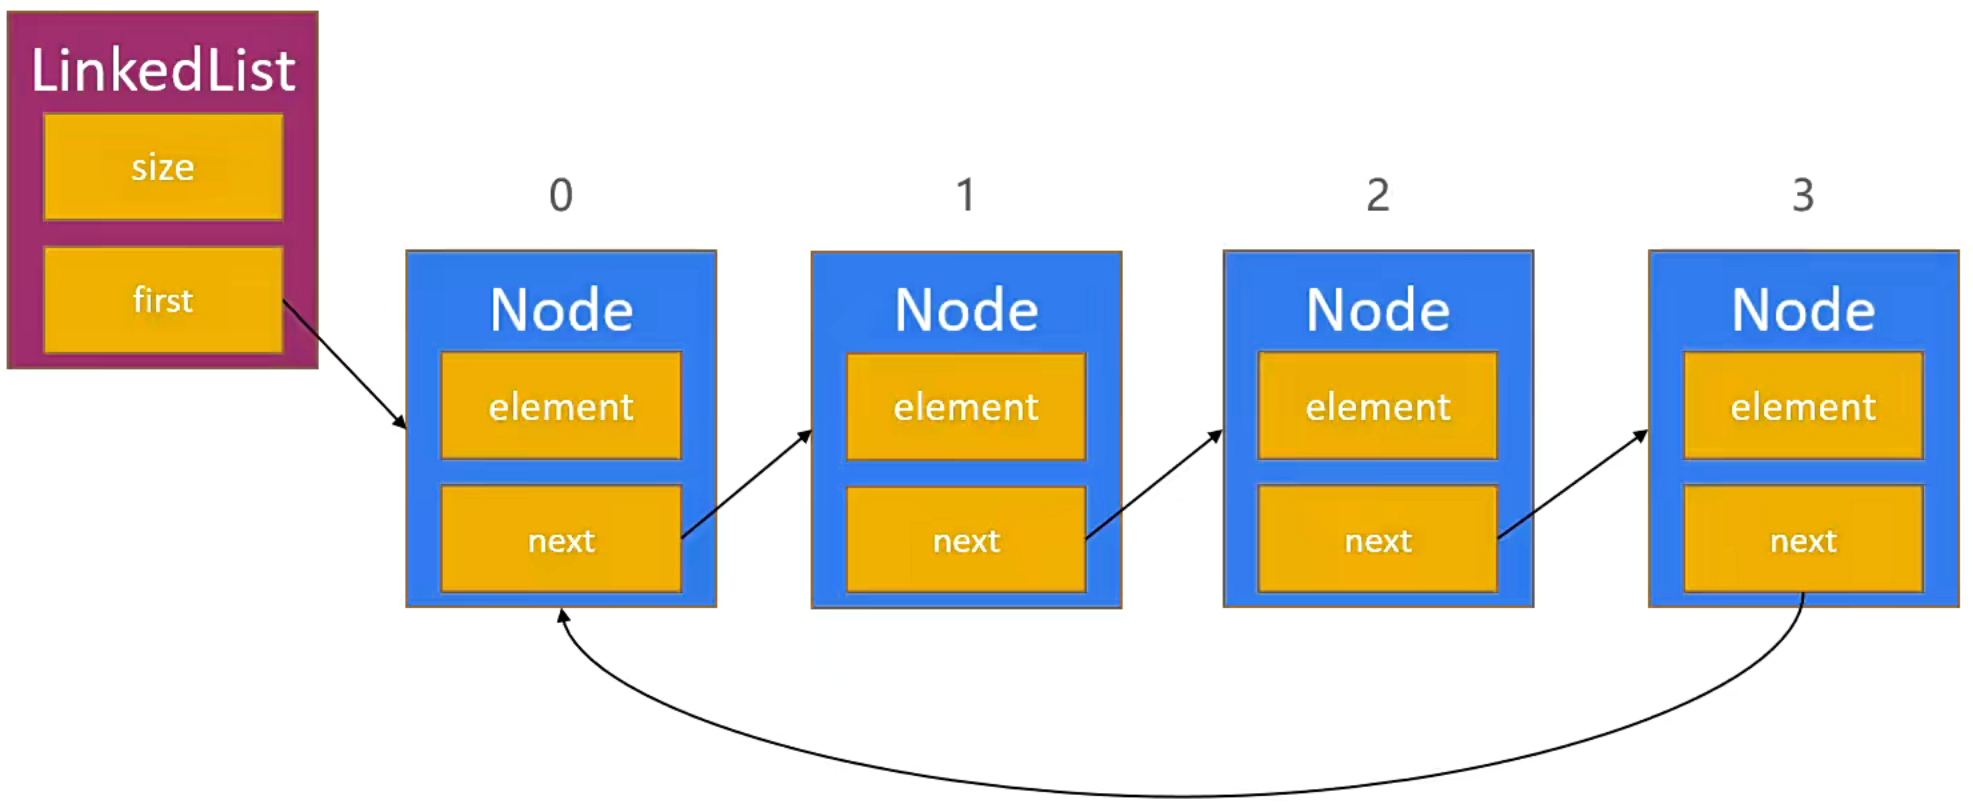 LinkedList
size
first
0
1
2
3
Node
element
next
Node
element
next
Node
element
next
Node
element
next